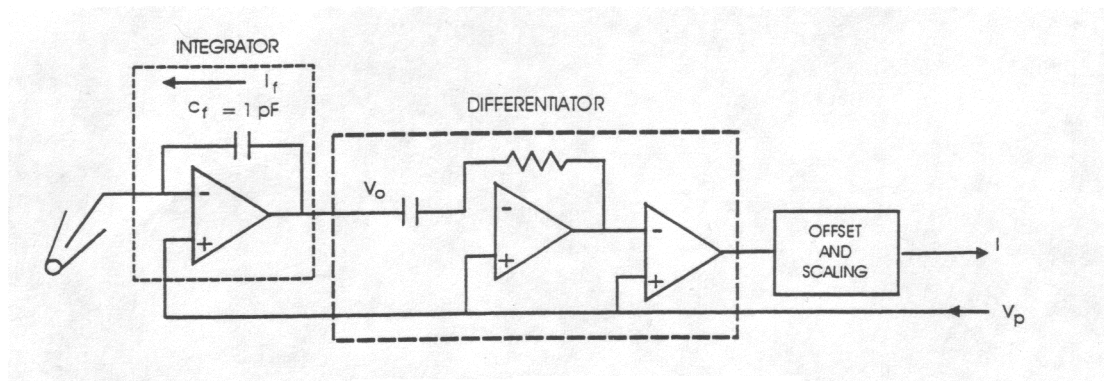 INTEGRATOR
I_f
C_f = 1 pF
DIFFERENTIATOR
V_o
-
+
-
+
-
+
OFFSET
AND
SCALING
I
V_p